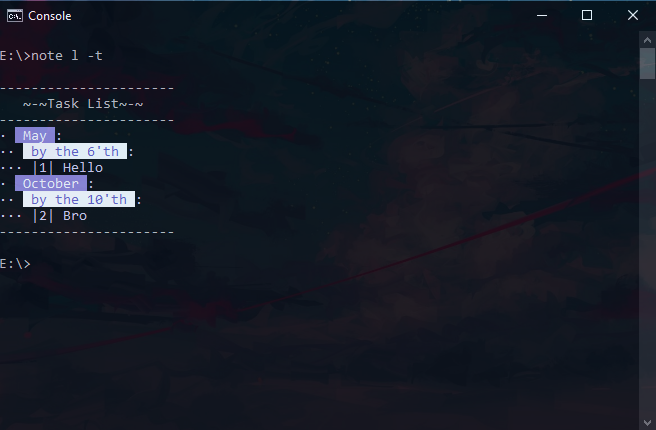 Console
E:\>note l -t
----------------------
~-~Task List~-~
----------------------
· May :
·· by the 6'th :
··· |1| Hello
· October :
·· by the 10'th :
··· |2| Bro
----------------------
E:\>